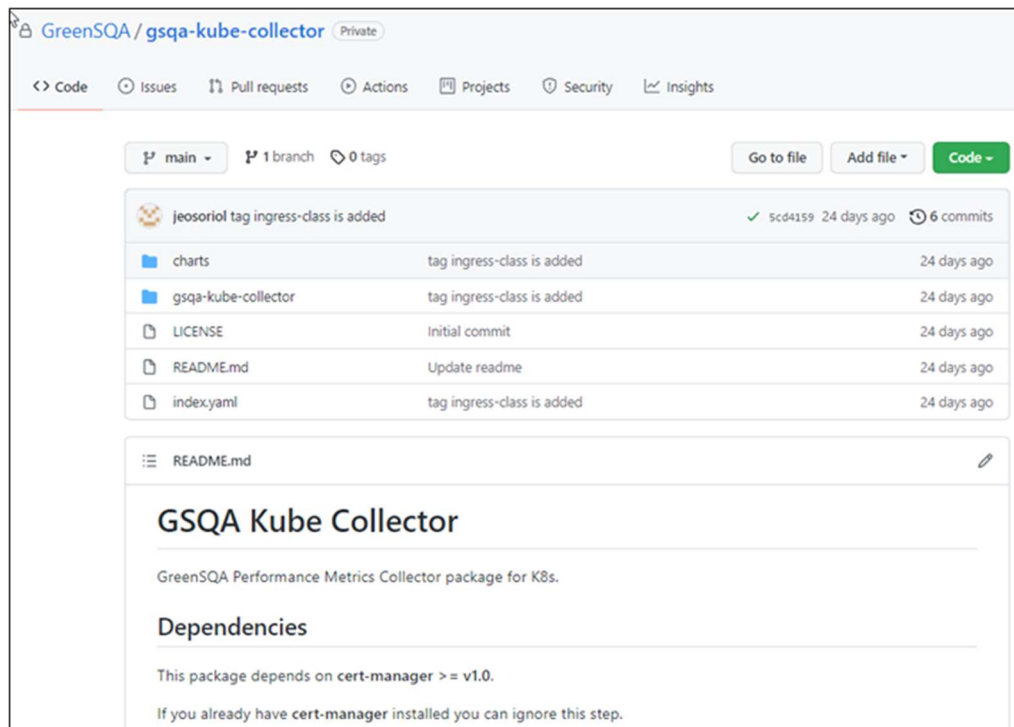 GreenSQA / gsqa-kube-collector Private
Code Issues Pull requests Actions Projects Security Insights
main 1 branch 0 tags Go to file Add file Code
jeosoriol tag ingress-class is added 5cd4159 24 days ago 6 commits
charts tag ingress-class is added 24 days ago
gsqa-kube-collector tag ingress-class is added 24 days ago
LICENSE Initial commit 24 days ago
README.md Update readme 24 days ago
index.yaml tag ingress-class is added 24 days ago
README.md
GSQA Kube Collector
GreenSQA Performance Metrics Collector package for K8s.
Dependencies
This package depends on cert-manager >= v1.0.
If you already have cert-manager installed you can ignore this step.